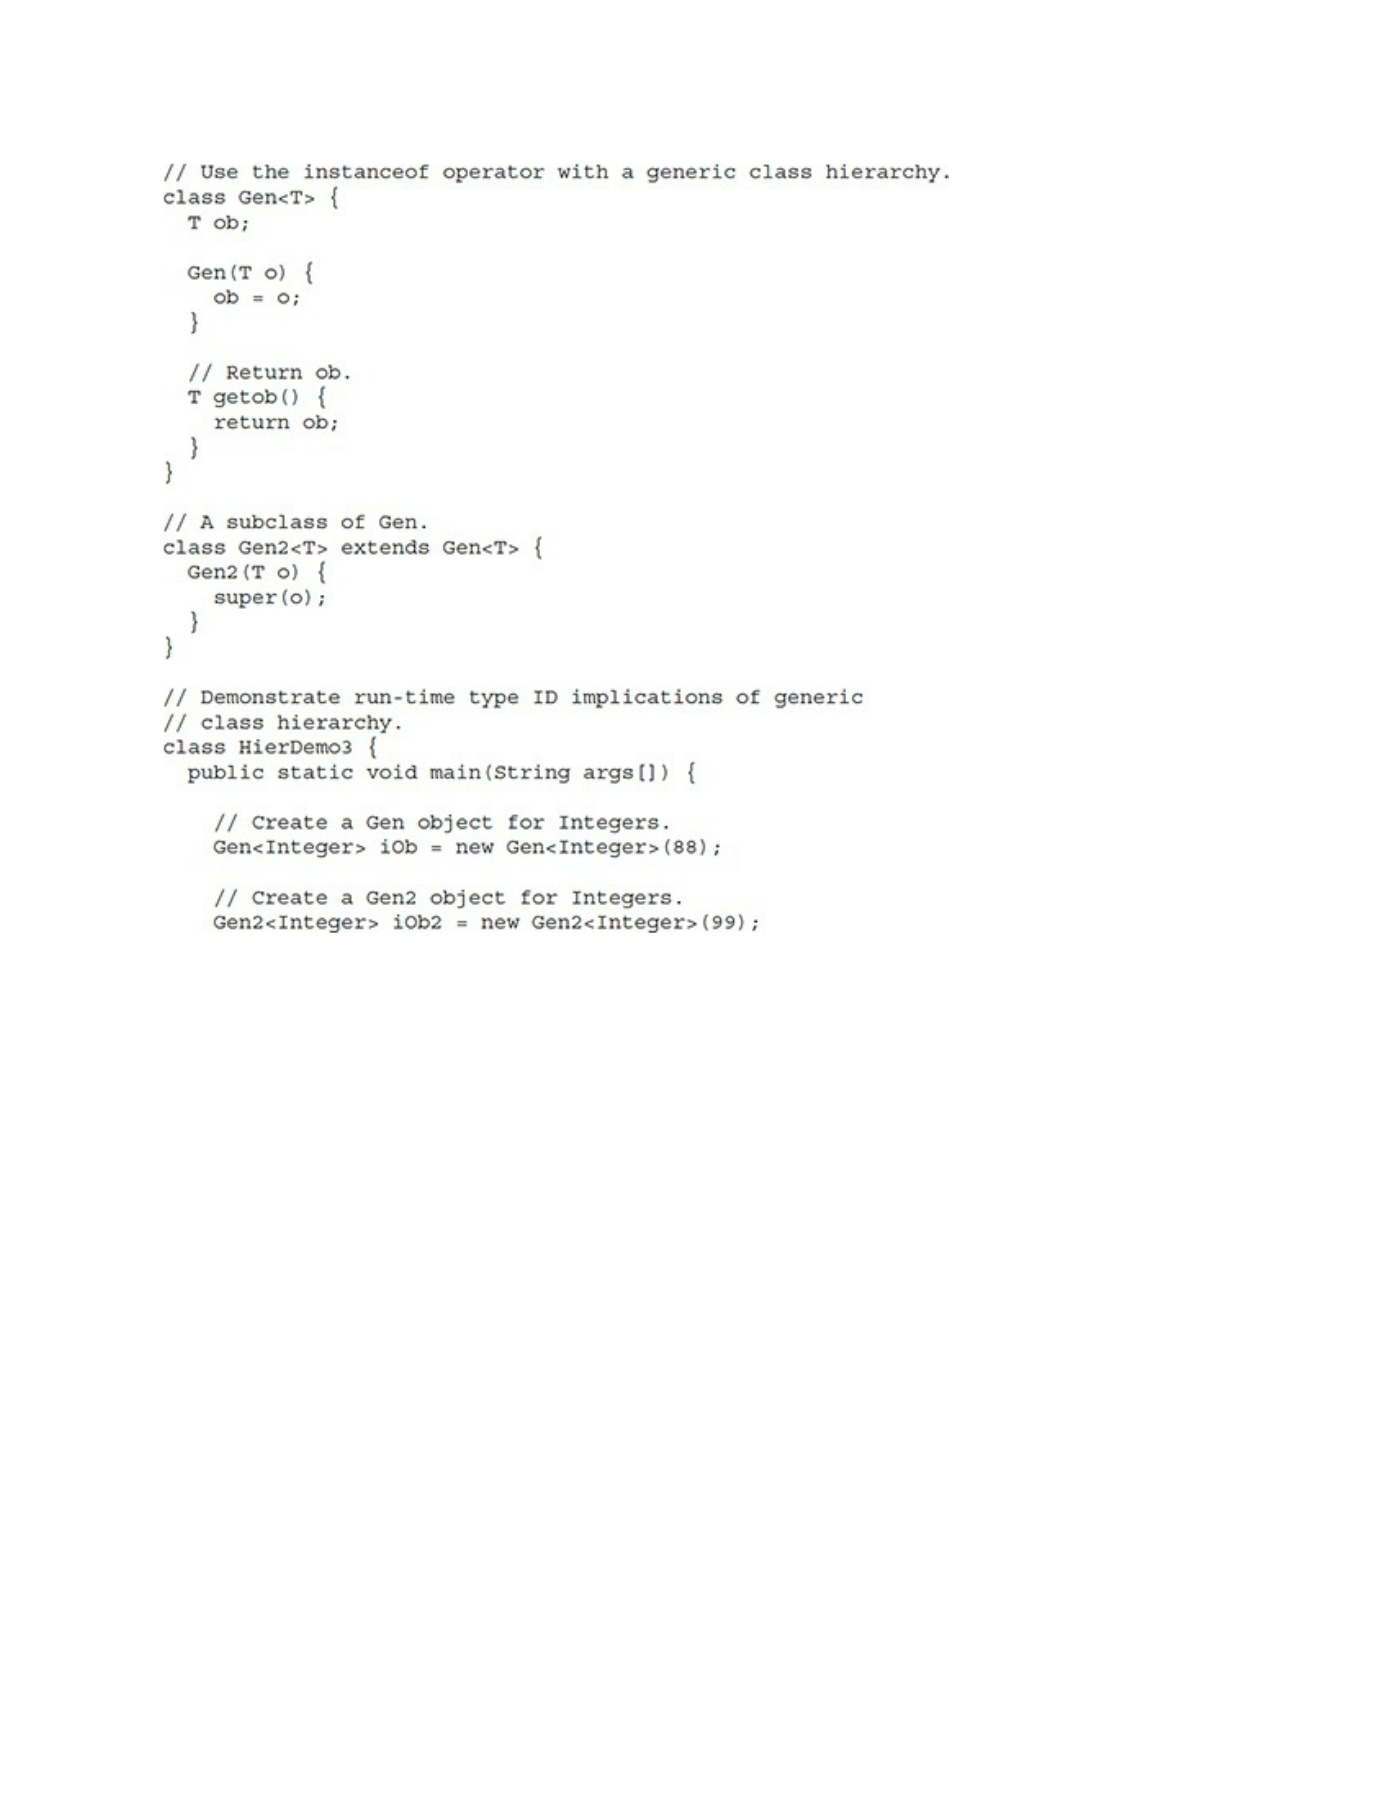 // Use the instanceof operator with a generic class hierarchy.
class Gen<T> {
  T ob;

  Gen(T o) {
    ob = o;
  }

  // Return ob.
  T getob() {
    return ob;
  }
}

// A subclass of Gen.
class Gen2<T> extends Gen<T> {
  Gen2(T o) {
    super(o);
  }
}

// Demonstrate run-time type ID implications of generic
// class hierarchy.
class HierDemo3 {
  public static void main(String args[]) {

    // Create a Gen object for Integers.
    Gen<Integer> iOb = new Gen<Integer>(88);

    // Create a Gen2 object for Integers.
    Gen2<Integer> iOb2 = new Gen2<Integer>(99);